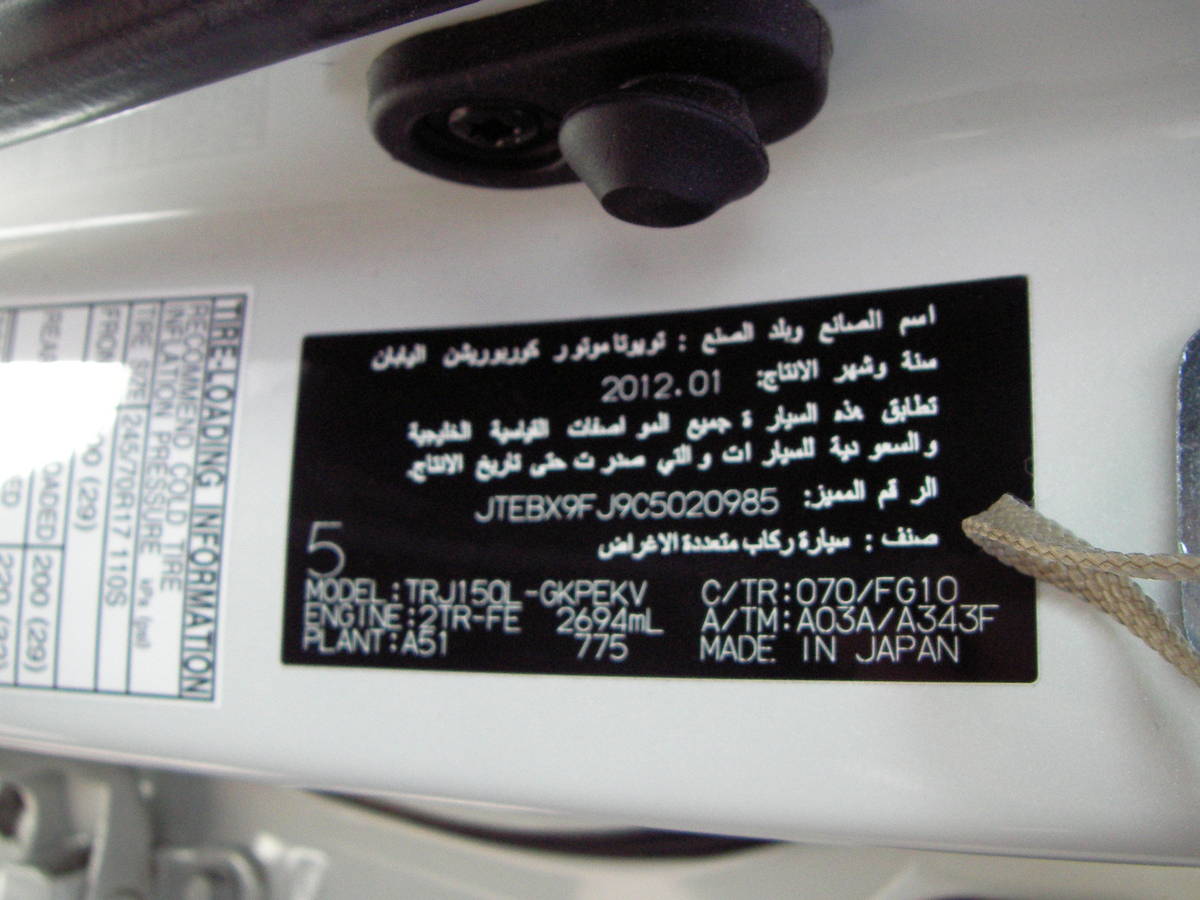 اسم الصانع وبلد الصنع : تويوتا موتور كوربوريشن اليابان
سنة وشهر الانتاج: 2012.01
تطابق هذه السيارة جميع المواصفات القياسية الخليجية
والسعودية للسيارات والتي صدرت حتى تاريخ الانتاج.
الرقم المميز: JTEBX9FJ9C5020985
صنف : سيارة ركاب متعددة الاغراض
5
MODEL:TRJ150L-GKPEKV C/TR:070/FG10
ENGINE:2TR-FE 2694mL A/TM:A03A/A343F
PLANT:A51 775 MADE IN JAPAN
TIRE-LOADING INFORMATION
RECOMMEND COLD TIRE
INFLATION PRESSURE kPa (psi)
TIRE SIZE 245/70R17 110S
(29)
200 (29)